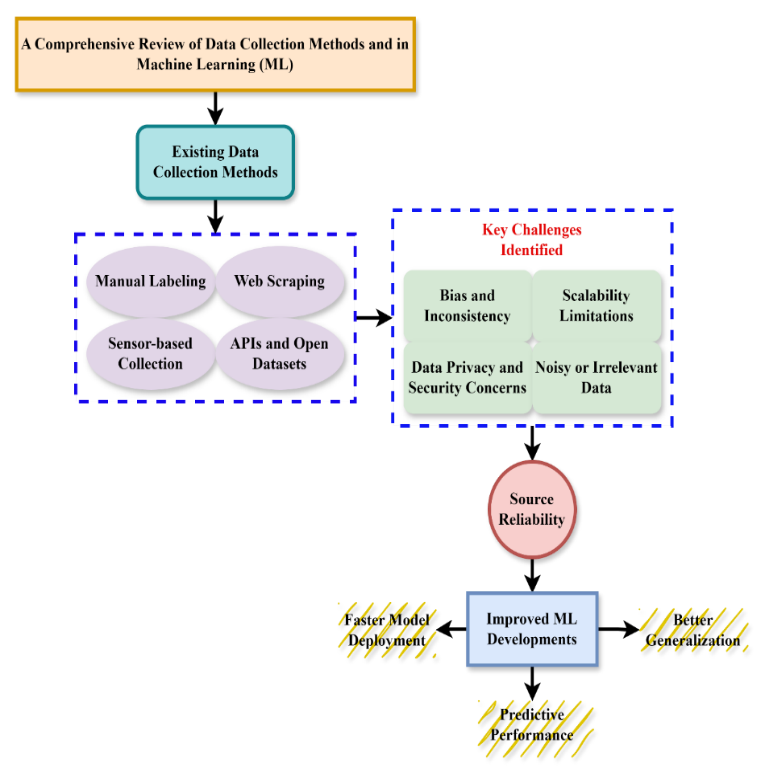 A Comprehensive Review of Data Collection Methods and in
Machine Learning (ML)
Existing Data
Collection Methods
Manual Labeling
Web Scraping
Sensor-based
Collection
APIs and Open
Datasets
Key Challenges
Identified
Bias and
Inconsistency
Scalability
Limitations
Data Privacy and
Security Concerns
Noisy or Irrelevant
Data
Source
Reliability
Faster Model
Deployment
Improved ML
Developments
Better
Generalization
Predictive
Performance